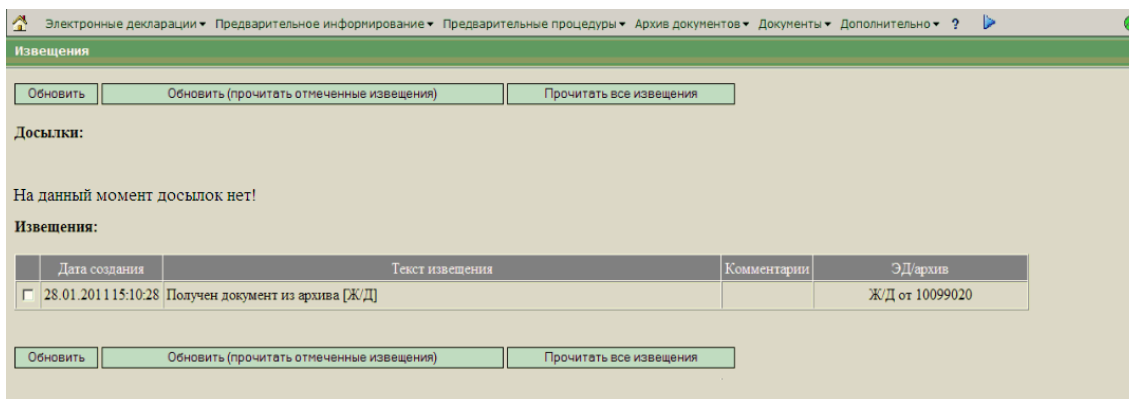 Электронные декларации Предварительное информирование Предварительные процедуры Архив документов Документы Дополнительно ?
Извещения
Обновить Обновить (прочитать отмеченные извещения) Прочитать все извещения
Досылки:
На данный момент досылок нет!
Извещения:
Дата создания Текст извещения Комментарии ЭД/архив
28.01.2011 15:10:28 Получен документ из архива [Ж/Д] Ж/Д от 10099020
Обновить Обновить (прочитать отмеченные извещения) Прочитать все извещения